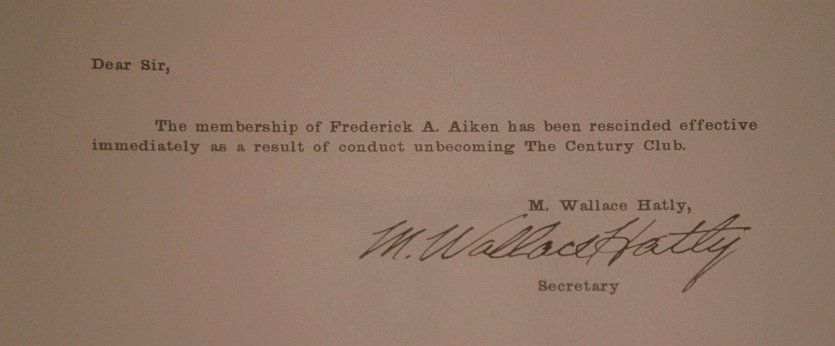 Dear Sir,
The membership of Frederick A. Aiken has been rescinded effective
immediately as a result of conduct unbecoming The Century Club.
M. Wallace Hatly,
M. Wallace Hatly
Secretary